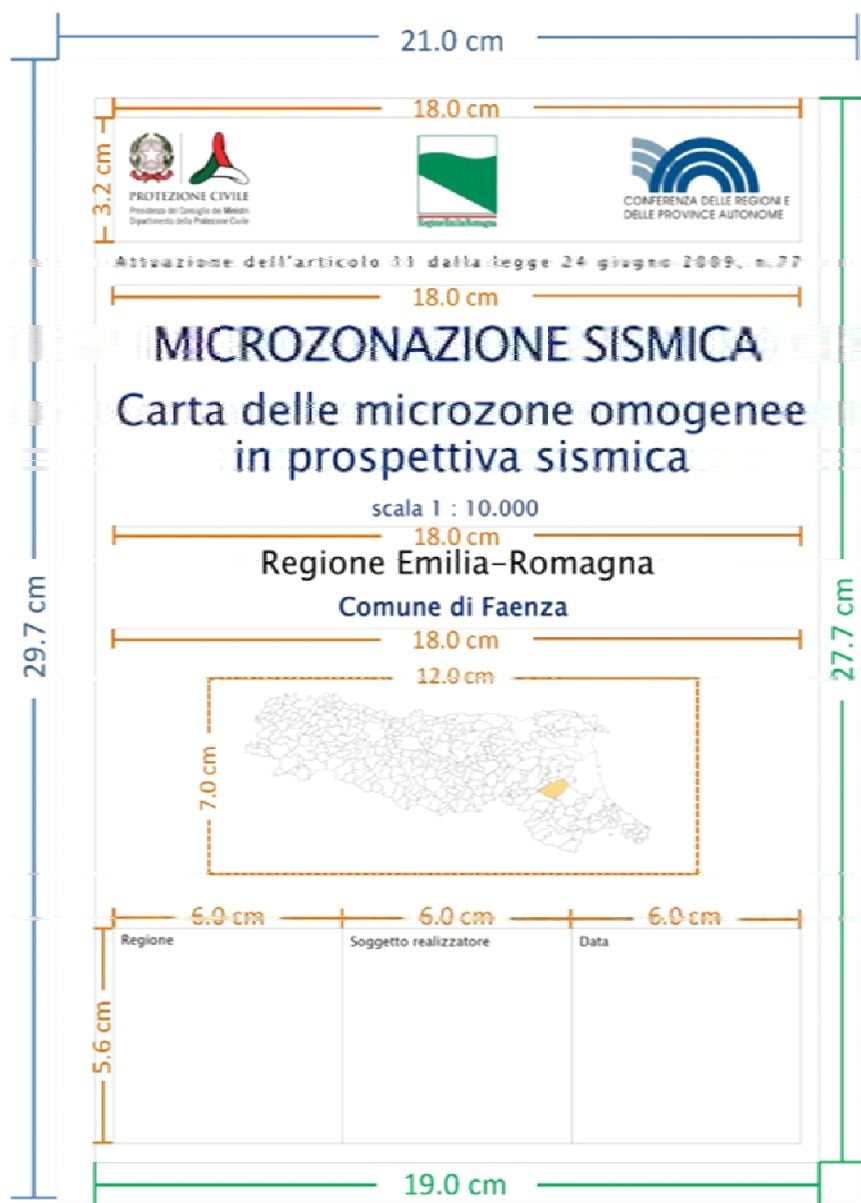 21.0 cm
18.0 cm
3.2 cm
PROTEZIONE CIVILE
Presidenza del Consiglio dei Ministri
Dipartimento della Protezione Civile
Regione Emilia-Romagna
CONFERENZA DELLE REGIONI E
DELLE PROVINCE AUTONOME
Attuazione dell'articolo 11 dalla legge 24 giugno 2009, n.77
18.0 cm
MICROZONAZIONE SISMICA
Carta delle microzone omogenee
in prospettiva sismica
scala 1 : 10.000
18.0 cm
Regione Emilia-Romagna
Comune di Faenza
29.7 cm
27.7 cm
18.0 cm
12.0 cm
7.0 cm
6.0 cm
6.0 cm
6.0 cm
Regione
Soggetto realizzatore
Data
5.6 cm
19.0 cm